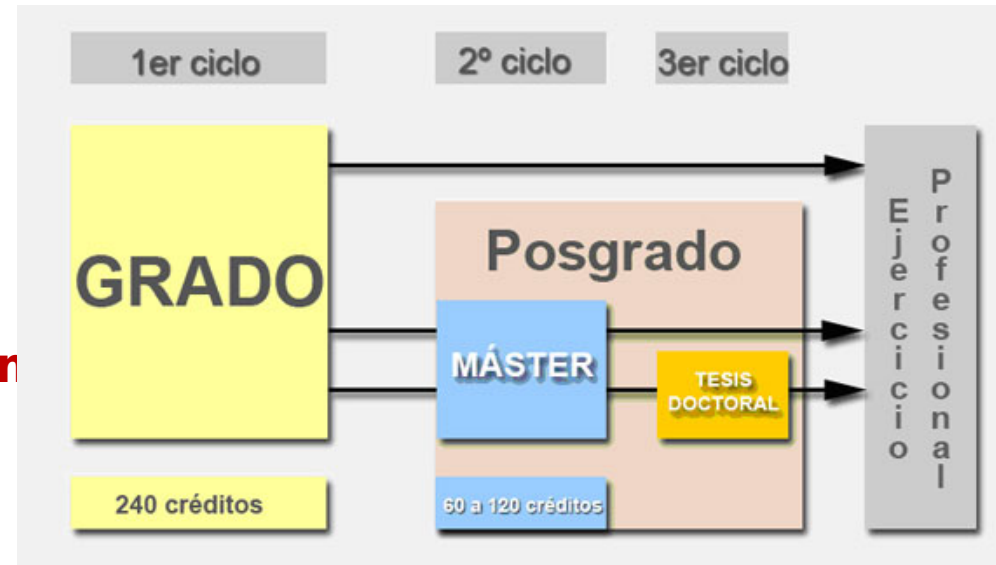 1er ciclo
2º ciclo
3er ciclo
GRADO
Posgrado
MÁSTER
TESIS
DOCTORAL
240 créditos
60 a 120 créditos
Ejercicio
Profesional